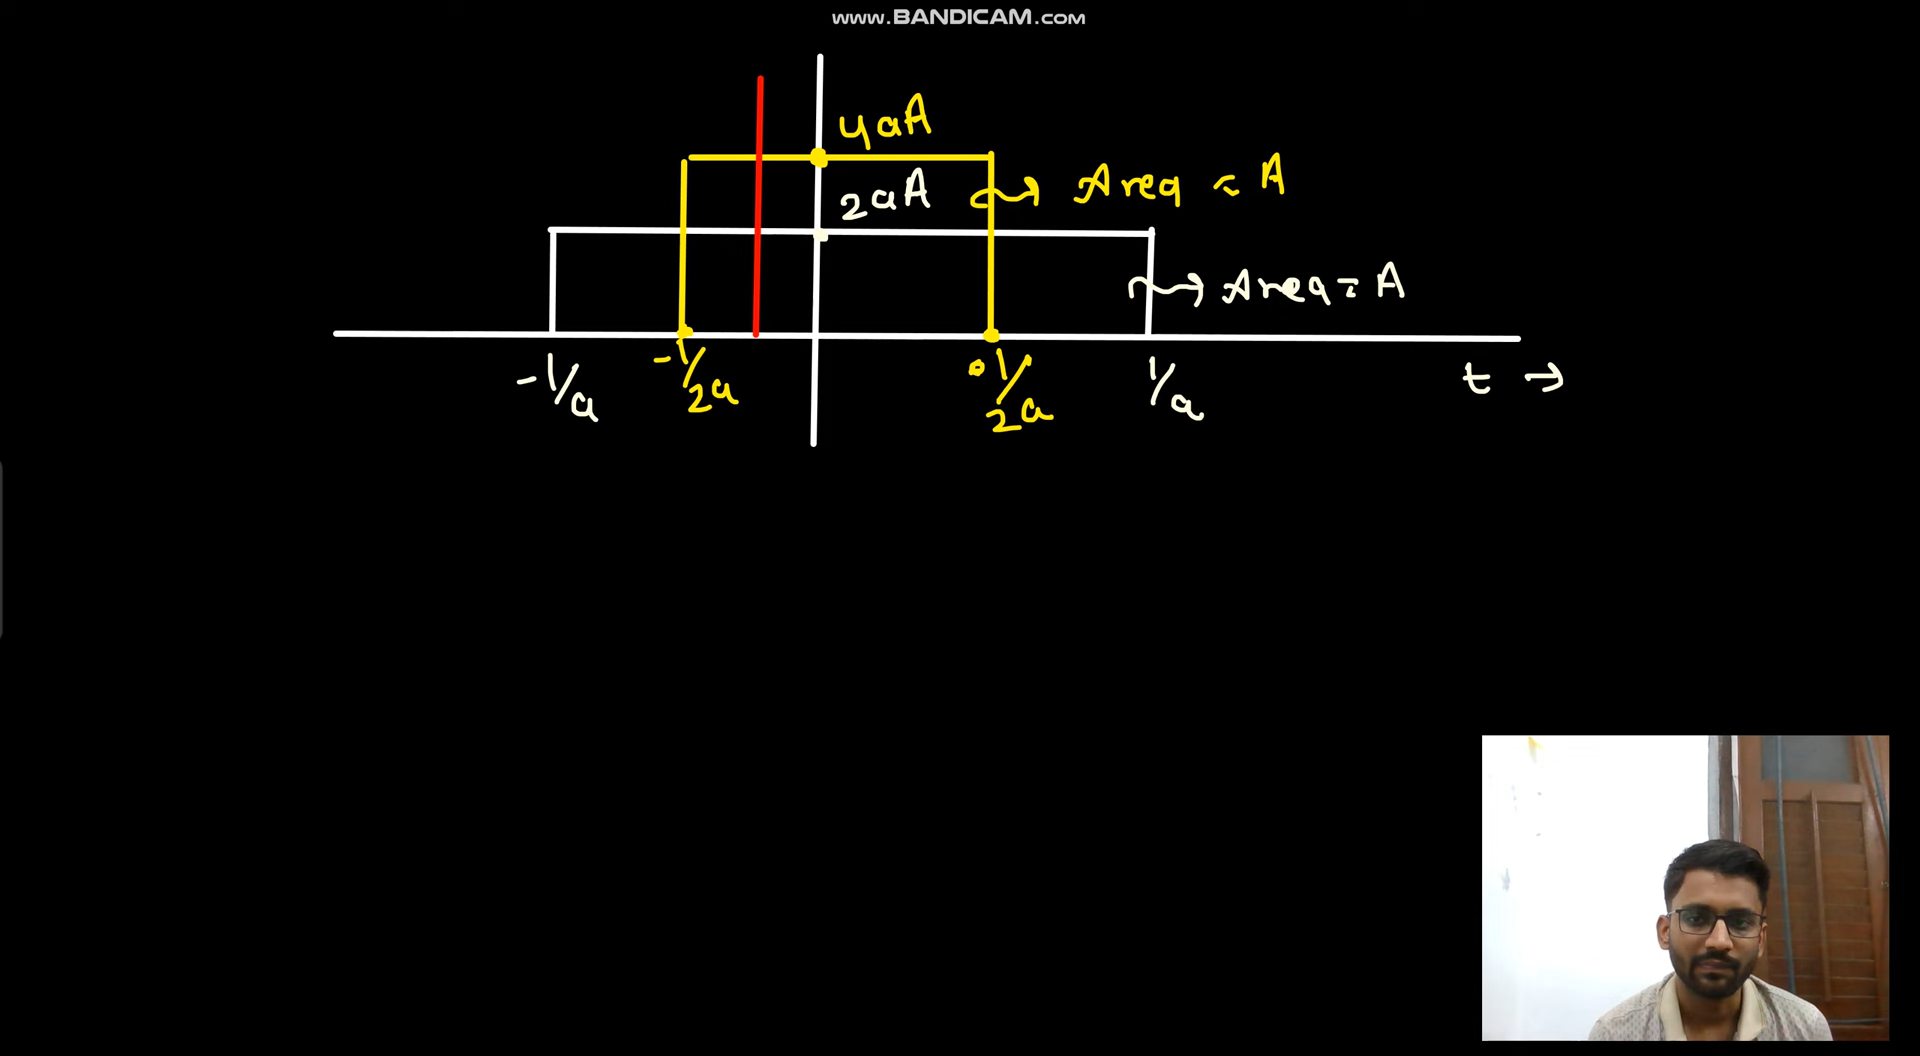 www.BANDICAM.com
4aA
2aA
Area = A
Area = A
-1/a
-1/2a
1/2a
1/a
t →